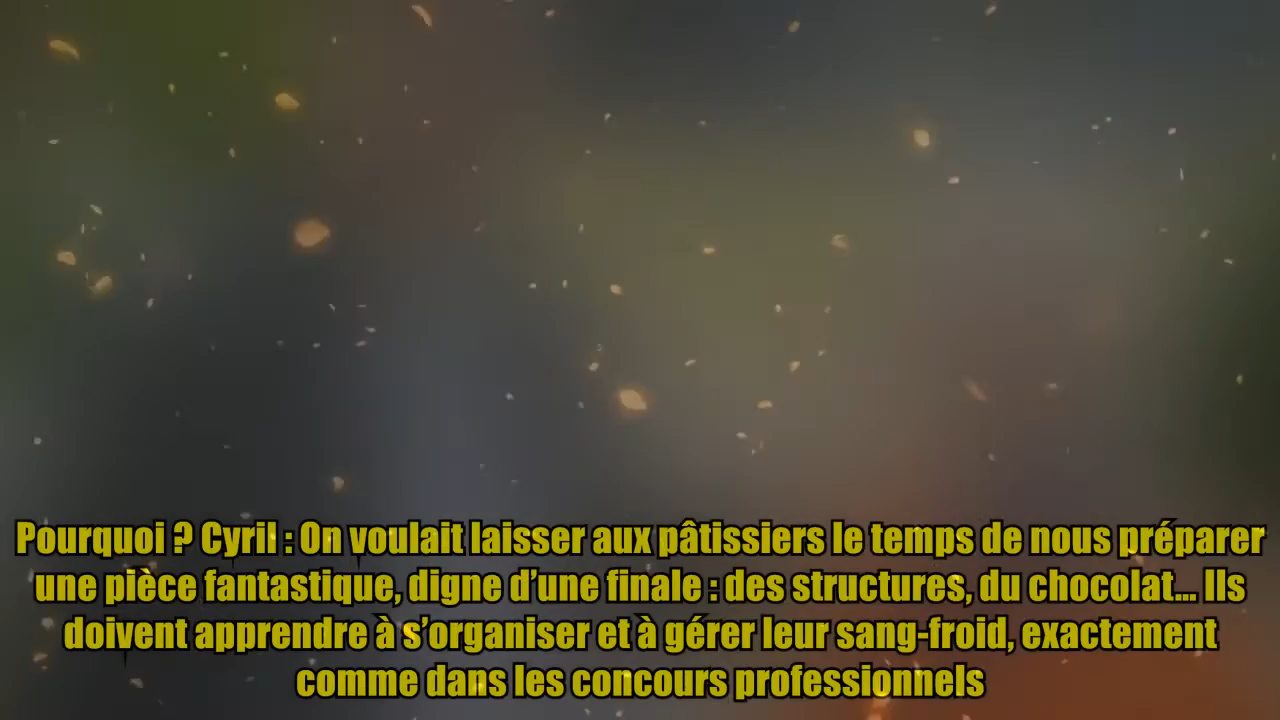 Pourquoi ? Cyril : On voulait laisser aux pâtissiers le temps de nous préparer
une pièce fantastique, digne d’une finale : des structures, du chocolat... Ils
doivent apprendre à s’organiser et à gérer leur sang-froid, exactement
comme dans les concours professionnels